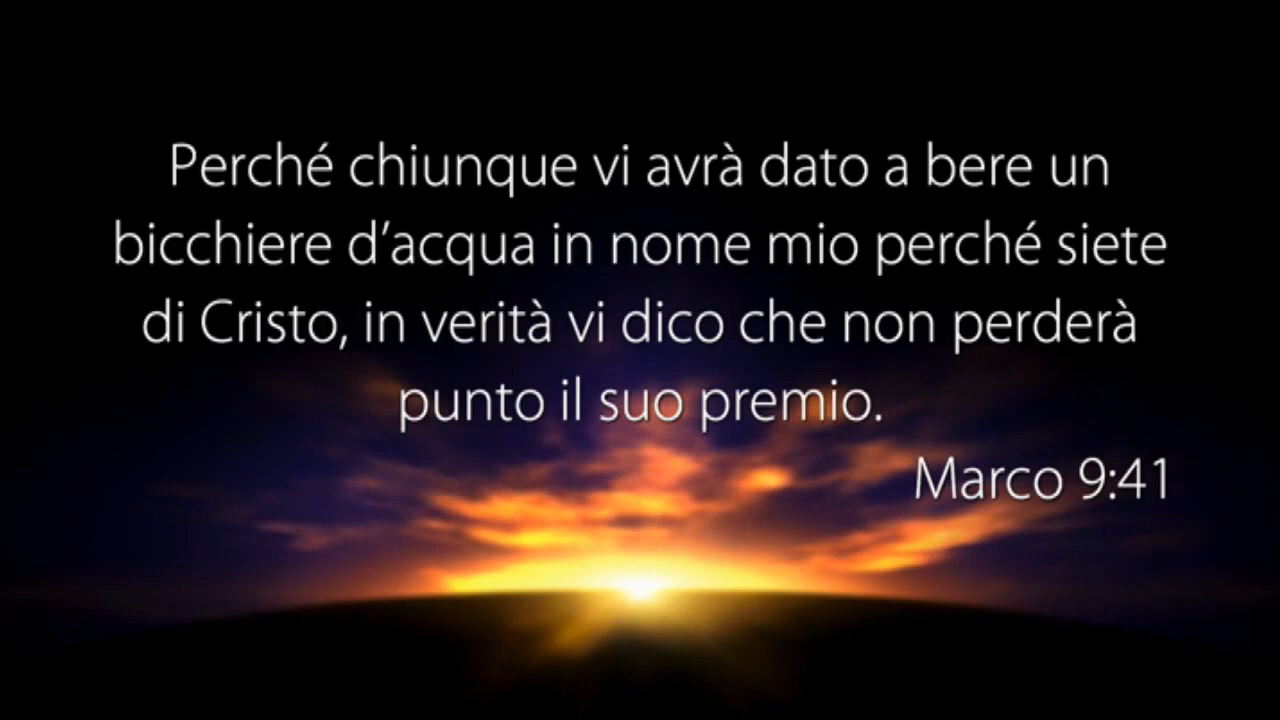 Perché chiunque vi avrà dato a bere un
bicchiere d’acqua in nome mio perché siete
di Cristo, in verità vi dico che non perderà
punto il suo premio.
Marco 9:41